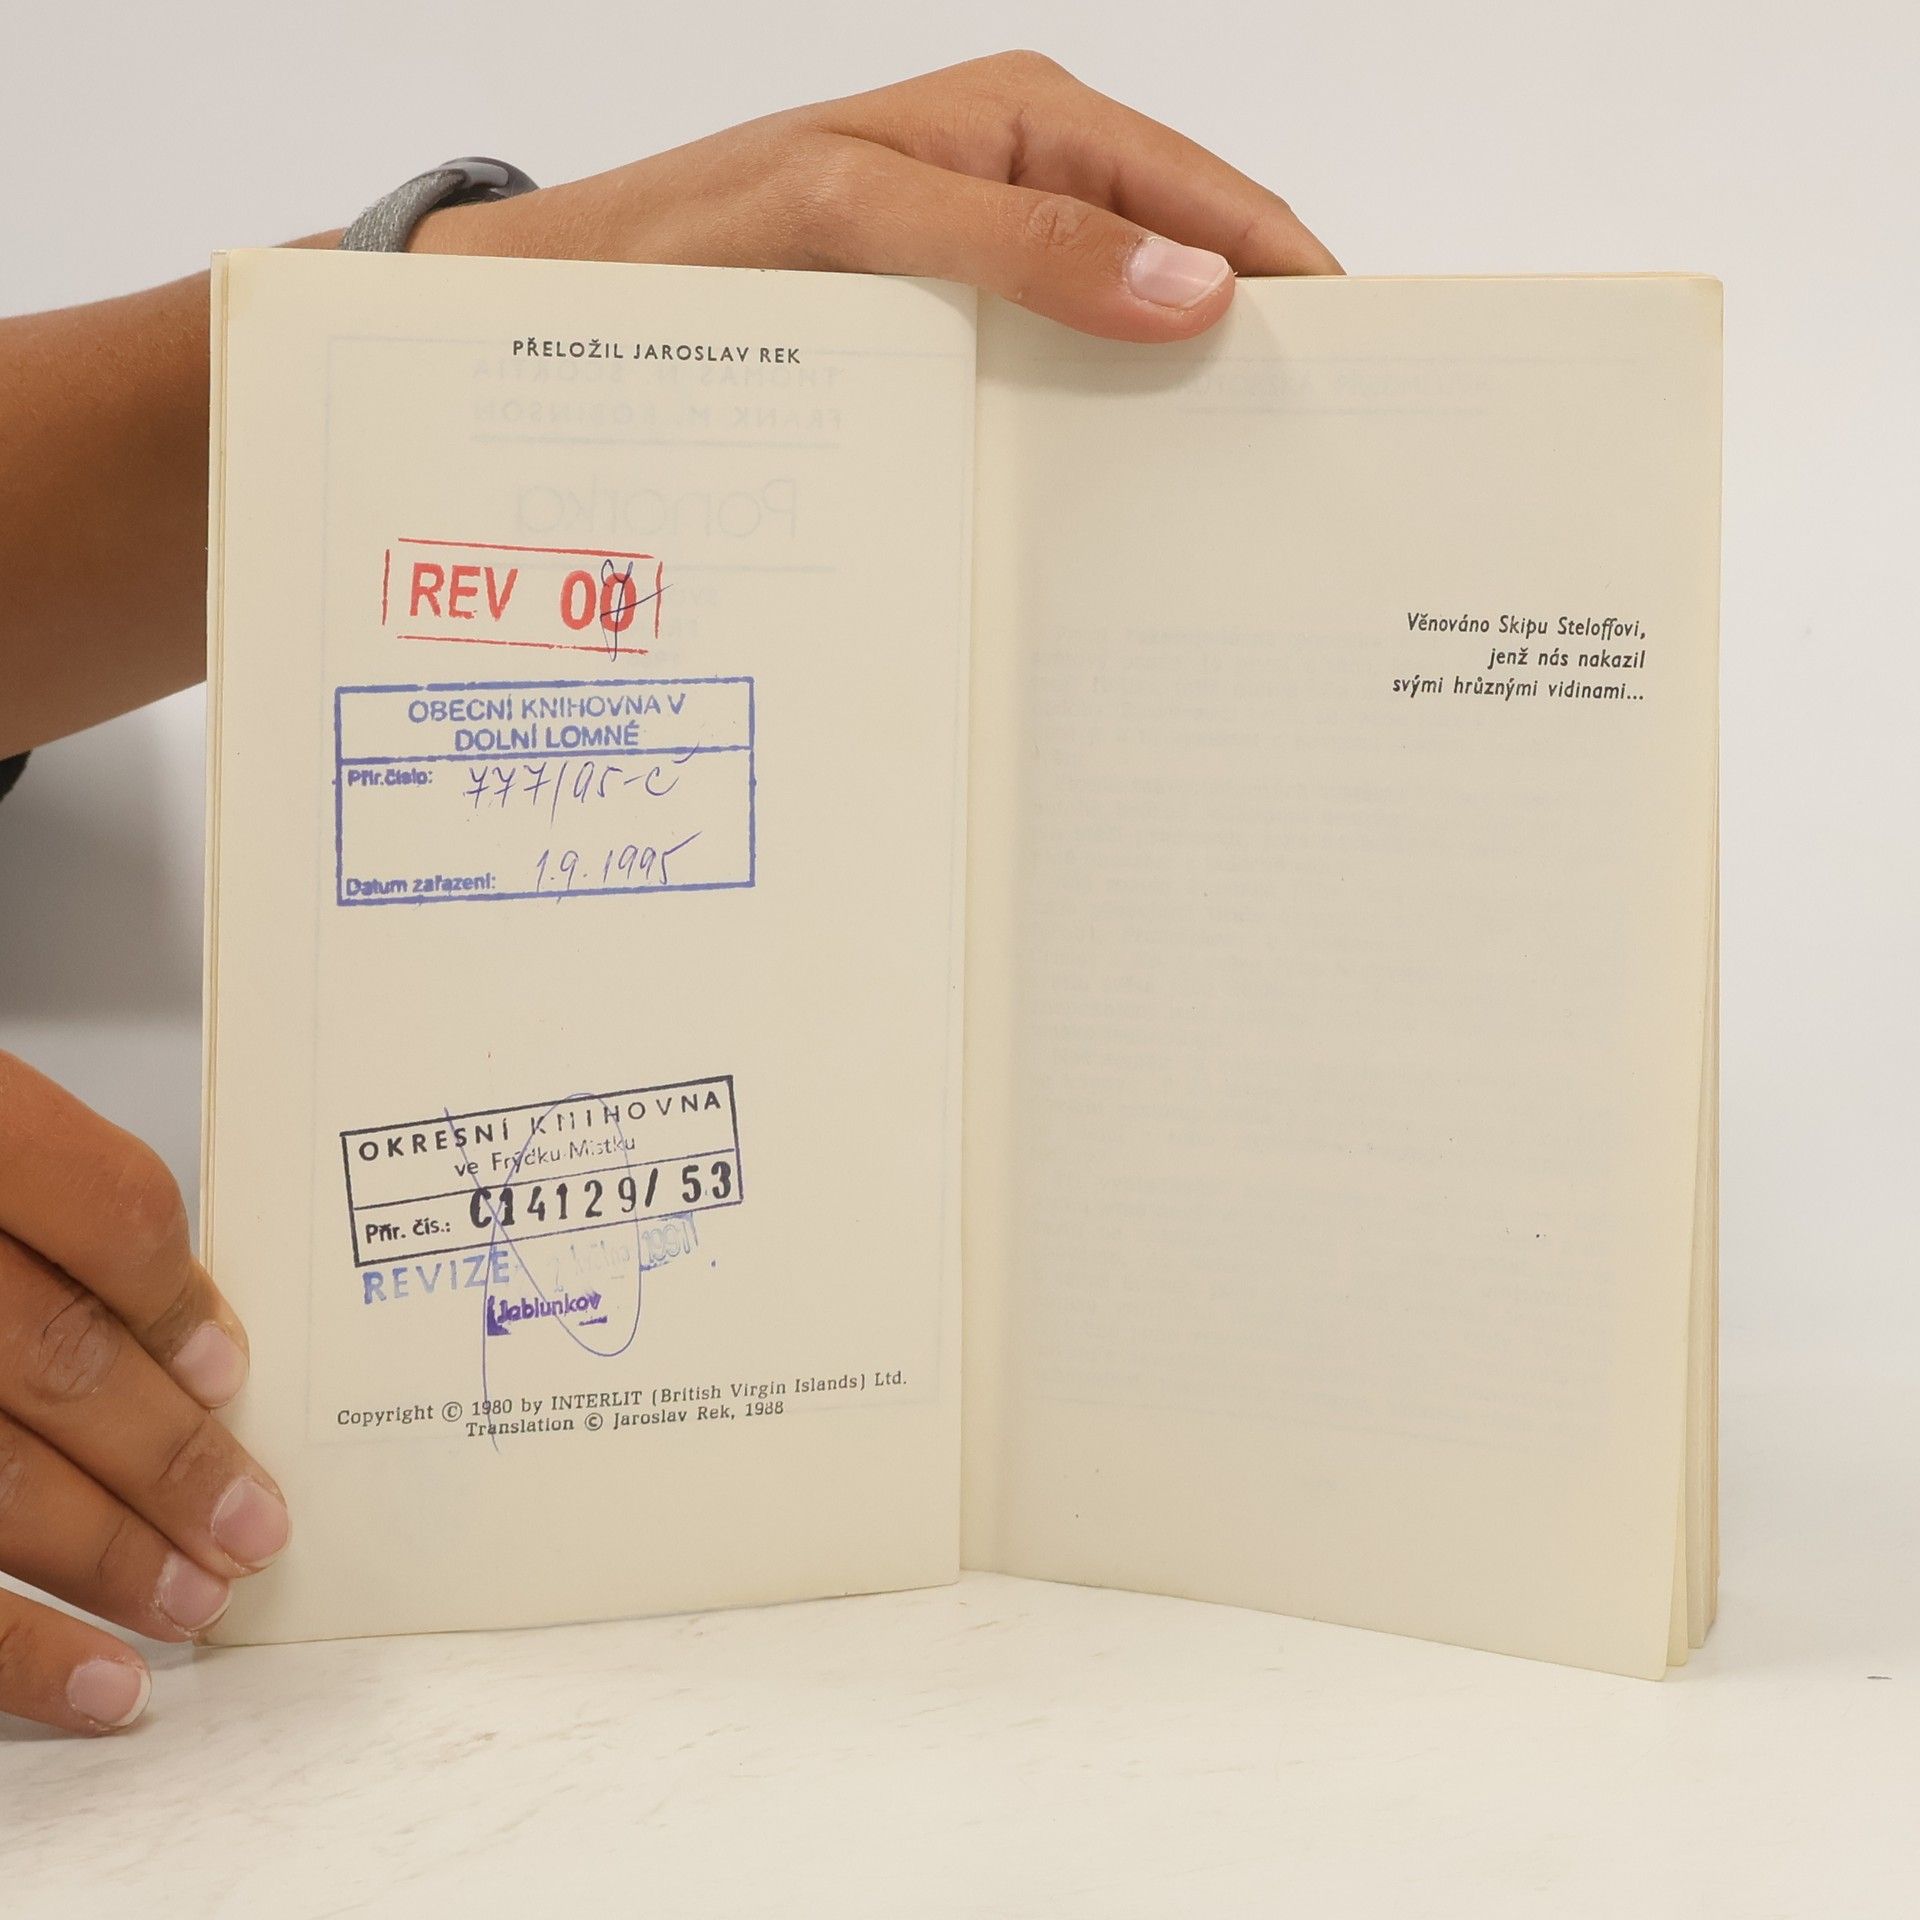 PŘELOŽIL JAROSLAV REK
REV 00
OBECNÍ KNIHOVNA V
DOLNÍ LOMNÉ
Přír.číslo: 777/95-č
Datum zařazení: 1.9.1995
OKRESNÍ KNIHOVNA
ve Frýdku-Místku
Přír. čís.: C14129/ 53
REVIZE 1991
Jablunkov
Copyright © 1980 by INTERLIT (British Virgin Islands) Ltd.
Translation © Jaroslav Rek, 1988
Věnováno Skipu Steloffovi,
jenž nás nakazil
svými hrůznými vidinami...